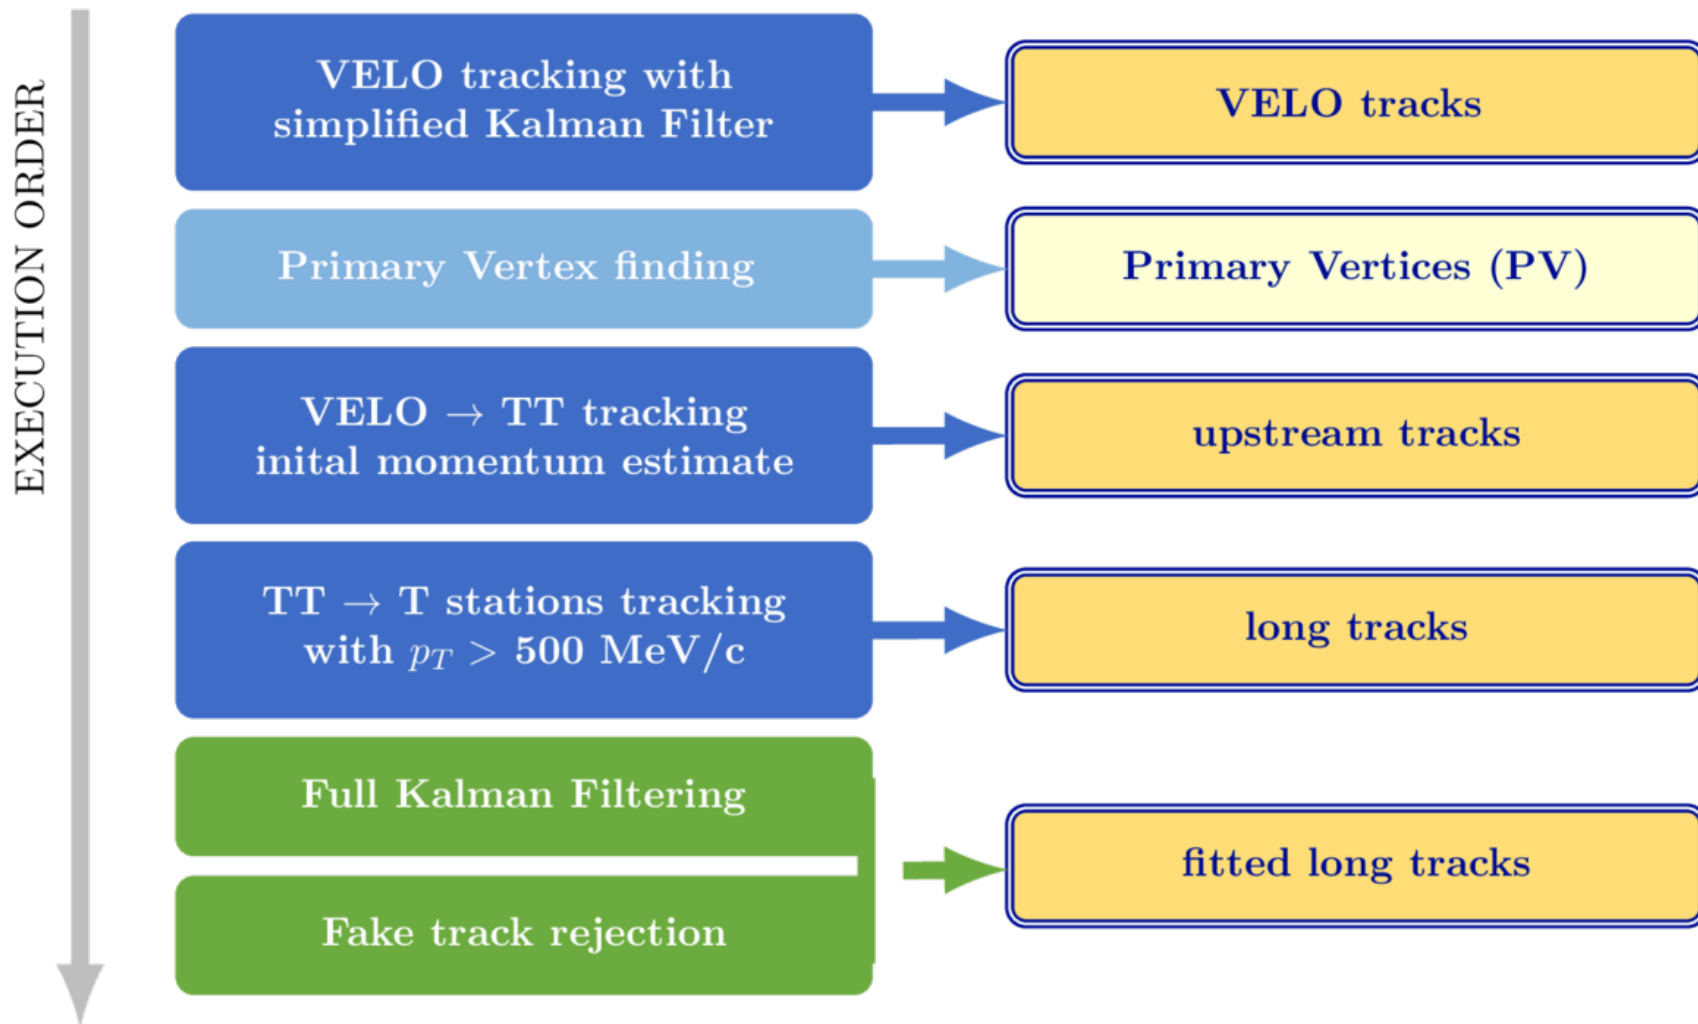 EXECUTION ORDER
VELO tracking with
simplified Kalman Filter
VELO tracks
Primary Vertex finding
Primary Vertices (PV)
VELO → TT tracking
inital momentum estimate
upstream tracks
TT → T stations tracking
with p_T > 500 MeV/c
long tracks
Full Kalman Filtering
Fake track rejection
fitted long tracks